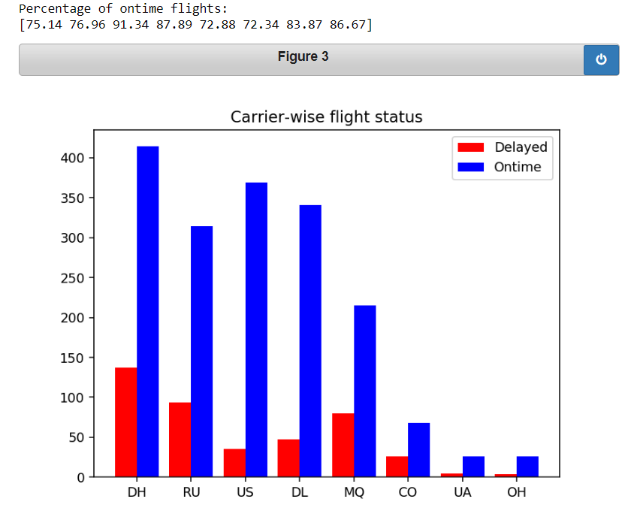 Percentage of ontime flights:
[75.14 76.96 91.34 87.89 72.88 72.34 83.87 86.67]
Figure 3
Carrier-wise flight status
Delayed
Ontime
400
350
300
250
200
150
100
50
0
DH RU US DL MQ CO UA OH